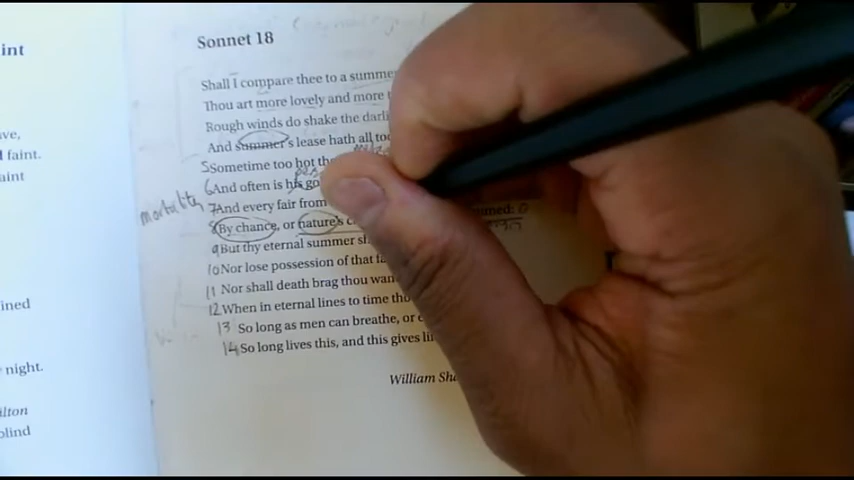 int
ve,
faint.
aint
ined
night.
ilton
blind
Sonnet 18
Shall I compare thee to a summe
Thou art more lovely and more
Rough winds do shake the darli
And summer's lease hath all too
5 Sometime too hot th
6 And often is his go
mortality
7 And every fair from
8 By chance, or nature's c
mmed:
9 But thy eternal summer sh
10 Nor lose possession of that fa
11 Nor shall death brag thou wan
12 When in eternal lines to time tho
13 So long as men can breathe, or e
14 So long lives this, and this gives li
William Sha